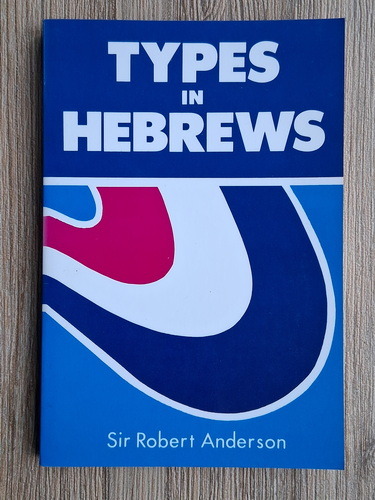 TYPES
IN
HEBREWS
Sir Robert Anderson